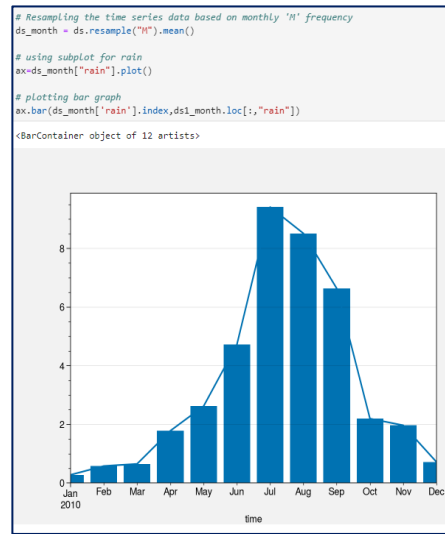 # Resampling the time series data based on monthly 'M' frequency
ds_month = ds.resample("M").mean()
# using subplot for rain
ax=ds_month["rain"].plot()
# plotting bar graph
ax.bar(ds_month['rain'].index,ds1_month.loc[:,"rain"])
<BarContainer object of 12 artists>
8
6
4
2
0
Jan Feb Mar Apr May Jun Jul Aug Sep Oct Nov Dec
2010
time